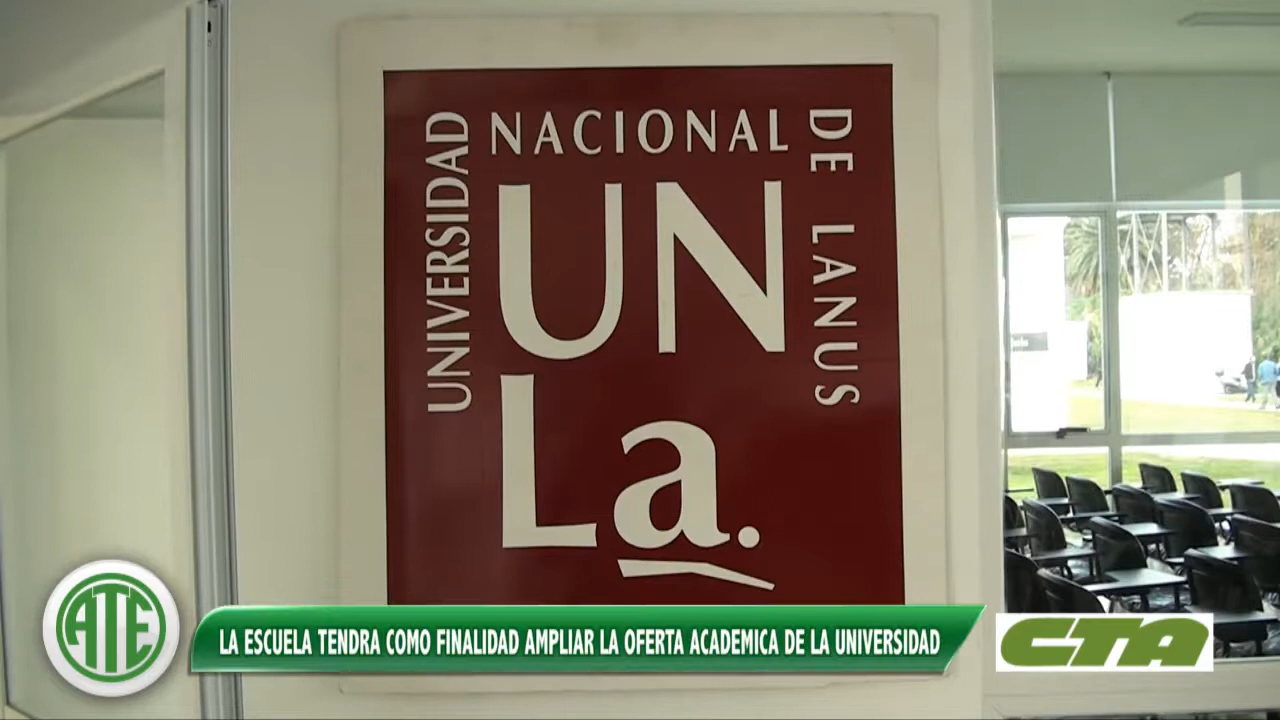 UNIVERSIDAD
NACIONAL
DE LANUS
UN
La.
ATE
LA ESCUELA TENDRA COMO FINALIDAD AMPLIAR LA OFERTA ACADEMICA DE LA UNIVERSIDAD
CTA